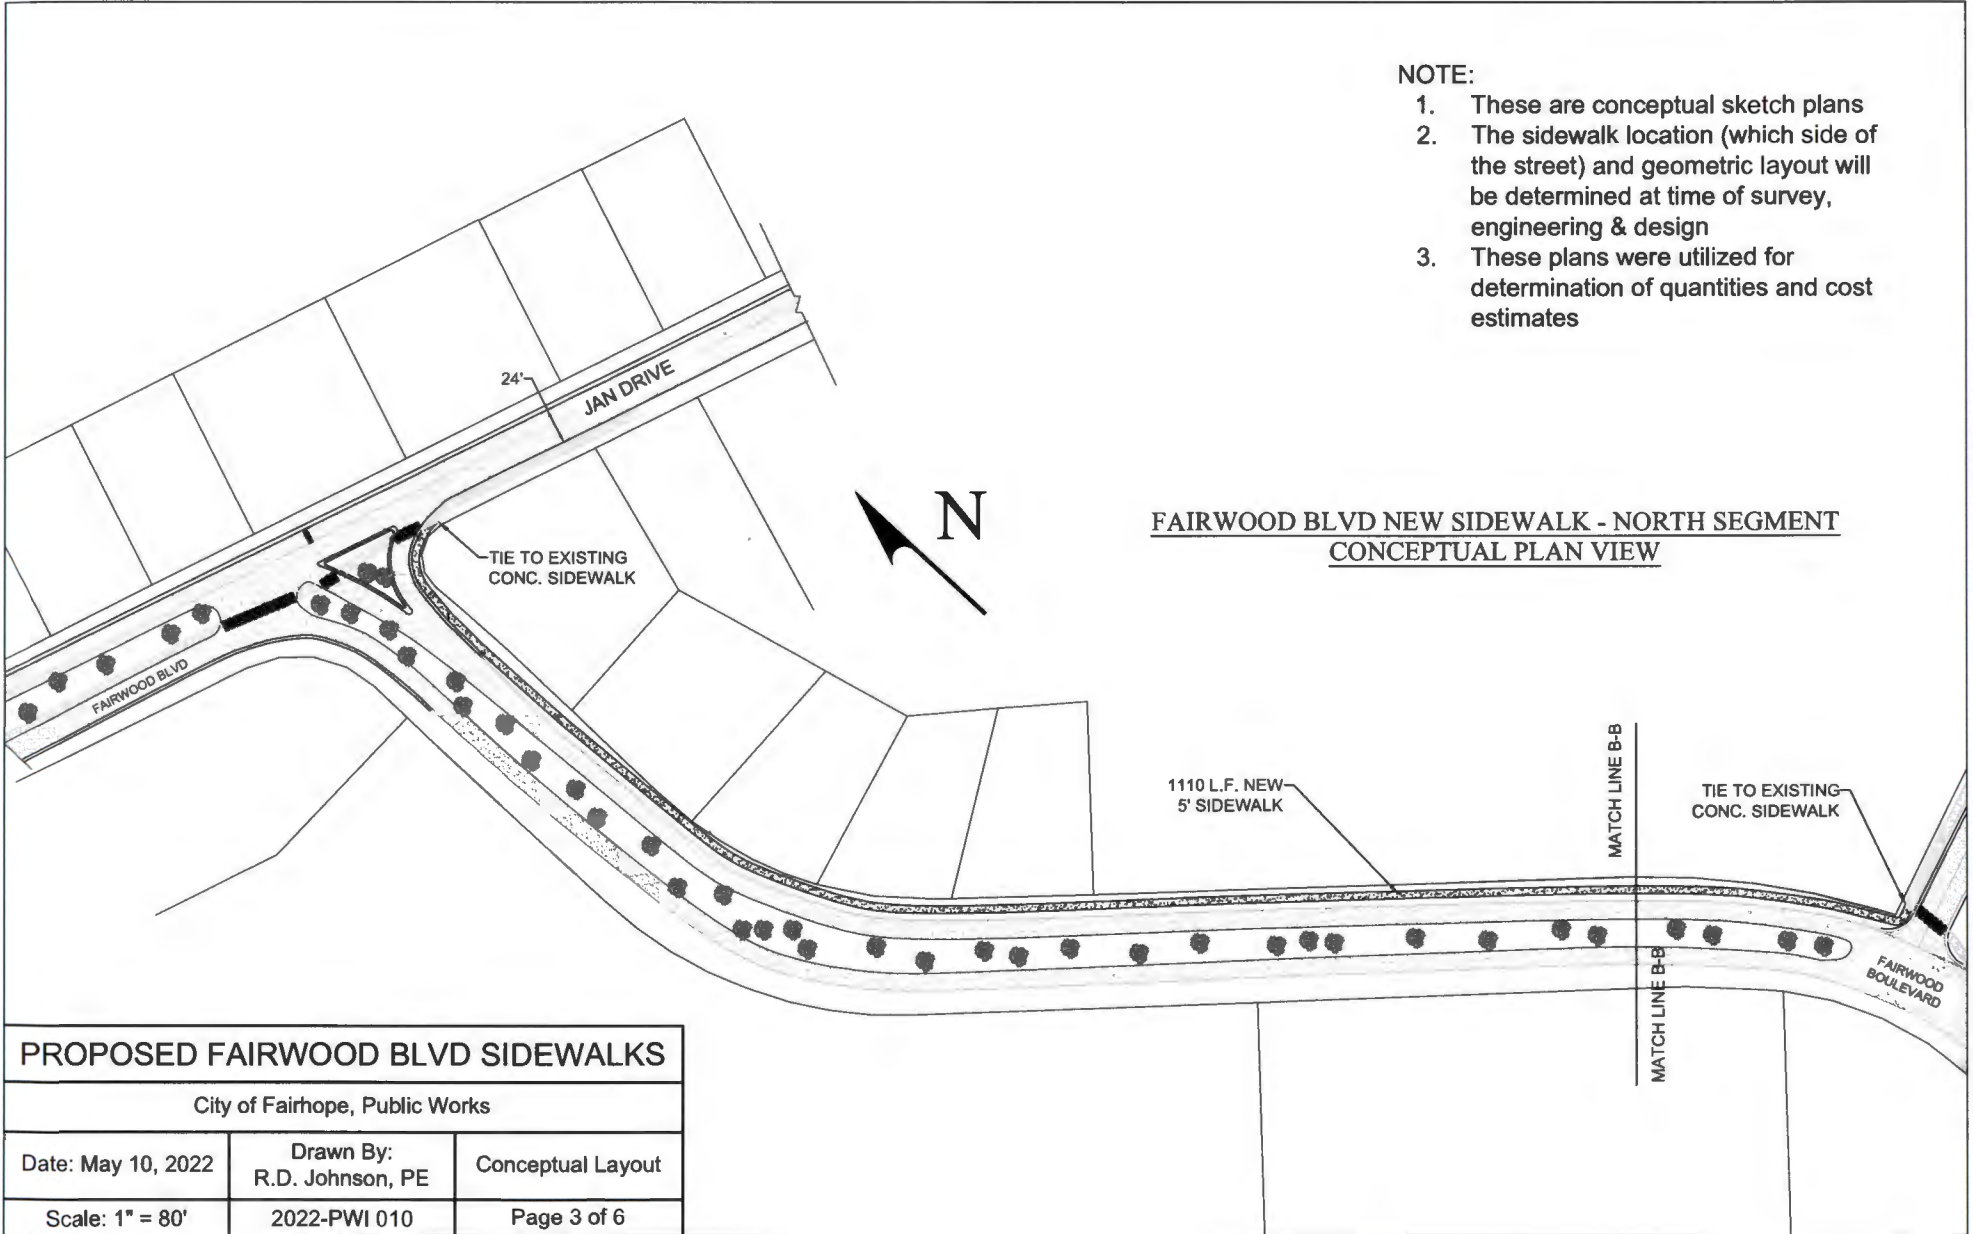 NOTE:
1. These are conceptual sketch plans
2. The sidewalk location (which side of
the street) and geometric layout will
be determined at time of survey,
engineering & design
3. These plans were utilized for
determination of quantities and cost
estimates
24'
JAN DRIVE
N
FAIRWOOD BLVD NEW SIDEWALK - NORTH SEGMENT
CONCEPTUAL PLAN VIEW
TIE TO EXISTING
CONC. SIDEWALK
FAIRWOOD BLVD
1110 L.F. NEW
5' SIDEWALK
MATCH LINE B-B
TIE TO EXISTING
CONC. SIDEWALK
FAIRWOOD
BOULEVARD
MATCH LINE B-B
PROPOSED FAIRWOOD BLVD SIDEWALKS
City of Fairhope, Public Works
Date: May 10, 2022
Drawn By:
R.D. Johnson, PE
Conceptual Layout
Scale: 1" = 80'
2022-PWI 010
Page 3 of 6